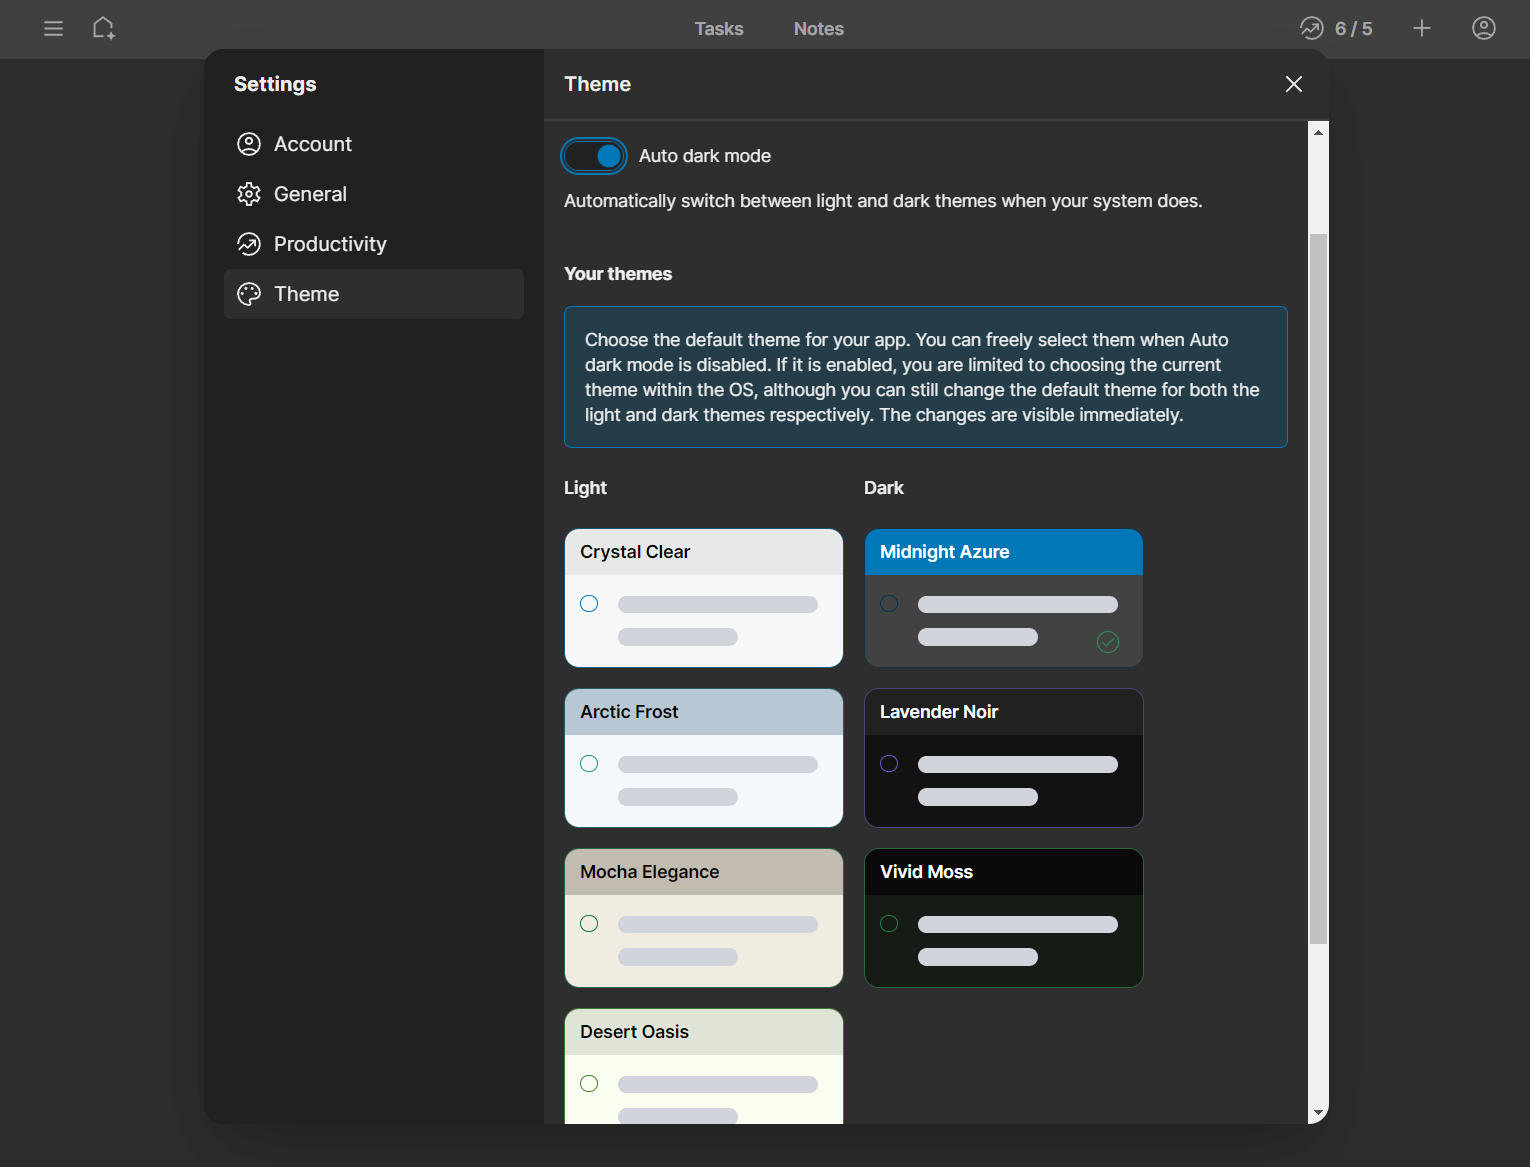 Tasks
Notes
6 / 5
Settings
Account
General
Productivity
Theme
Theme
Auto dark mode
Automatically switch between light and dark themes when your system does.
Your themes
Choose the default theme for your app. You can freely select them when Auto
dark mode is disabled. If it is enabled, you are limited to choosing the current
theme within the OS, although you can still change the default theme for both the
light and dark themes respectively. The changes are visible immediately.
Light
Dark
Crystal Clear
Midnight Azure
Arctic Frost
Lavender Noir
Mocha Elegance
Vivid Moss
Desert Oasis